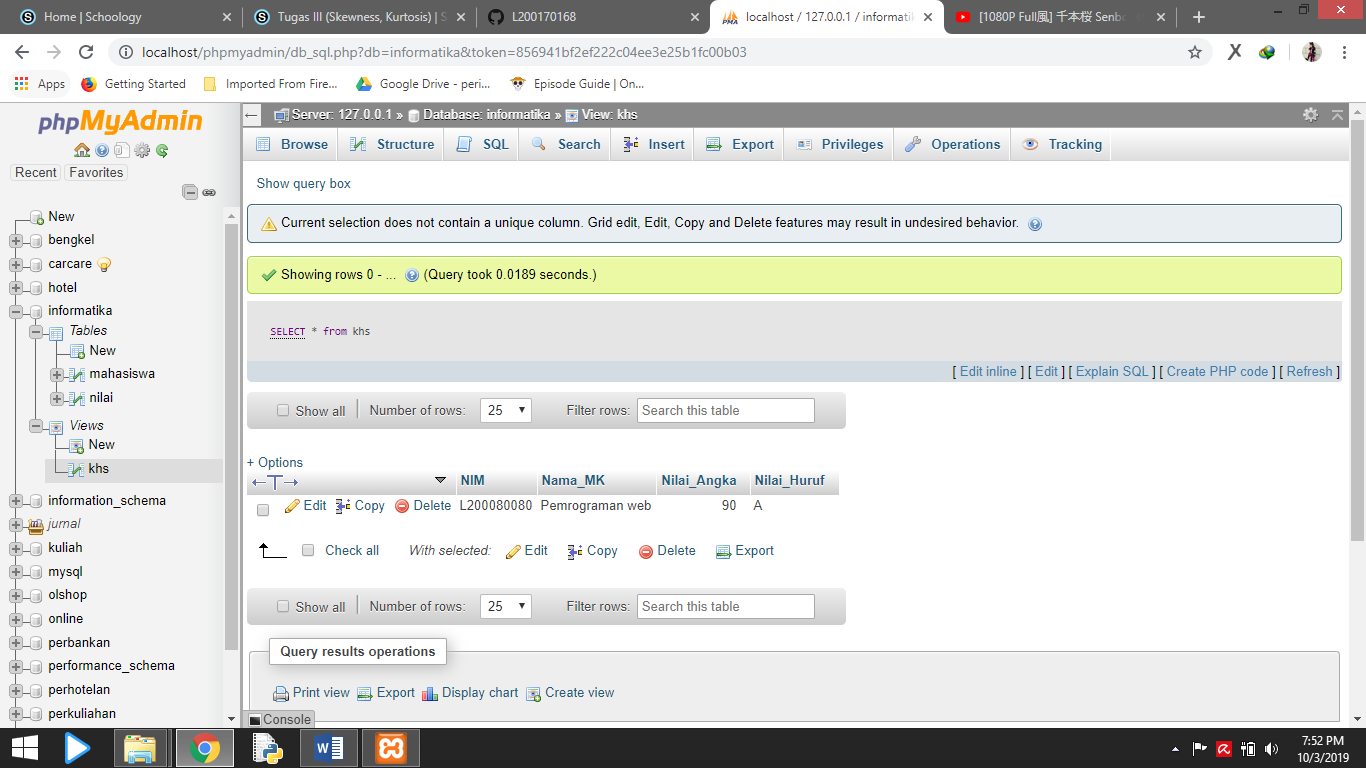 Home | Schoology
Tugas III (Skewness, Kurtosis) | S
L200170168
localhost / 127.0.0.1 / informati
[1080P Full風] 千本桜 Senbo
localhost/phpmyadmin/db_sql.php?db=informatika&token=856941bf2ef222c04ee3e25b1fc00b03
Apps
Getting Started
Imported From Fire...
Google Drive - peri...
Episode Guide | On...
phpMyAdmin
Recent
Favorites
New
bengkel
carcare
hotel
informatika
Tables
New
mahasiswa
nilai
Views
New
khs
information_schema
jurnal
kuliah
mysql
olshop
online
perbankan
performance_schema
perhotelan
perkuliahan
Server: 127.0.0.1 » Database: informatika » View: khs
Browse Structure SQL Search Insert Export Privileges Operations Tracking
Show query box
Current selection does not contain a unique column. Grid edit, Edit, Copy and Delete features may result in undesired behavior.
Showing rows 0 - ... (Query took 0.0189 seconds.)
SELECT * from khs
[ Edit inline ] [ Edit ] [ Explain SQL ] [ Create PHP code ] [ Refresh ]
Show all Number of rows: 25 Filter rows: Search this table
+ Options
←T→ NIM Nama_MK Nilai_Angka Nilai_Huruf
Edit Copy Delete L200080080 Pemrograman web 90 A
Check all With selected: Edit Copy Delete Export
Show all Number of rows: 25 Filter rows: Search this table
Query results operations
Print view Export Display chart Create view
Console
7:52 PM
10/3/2019